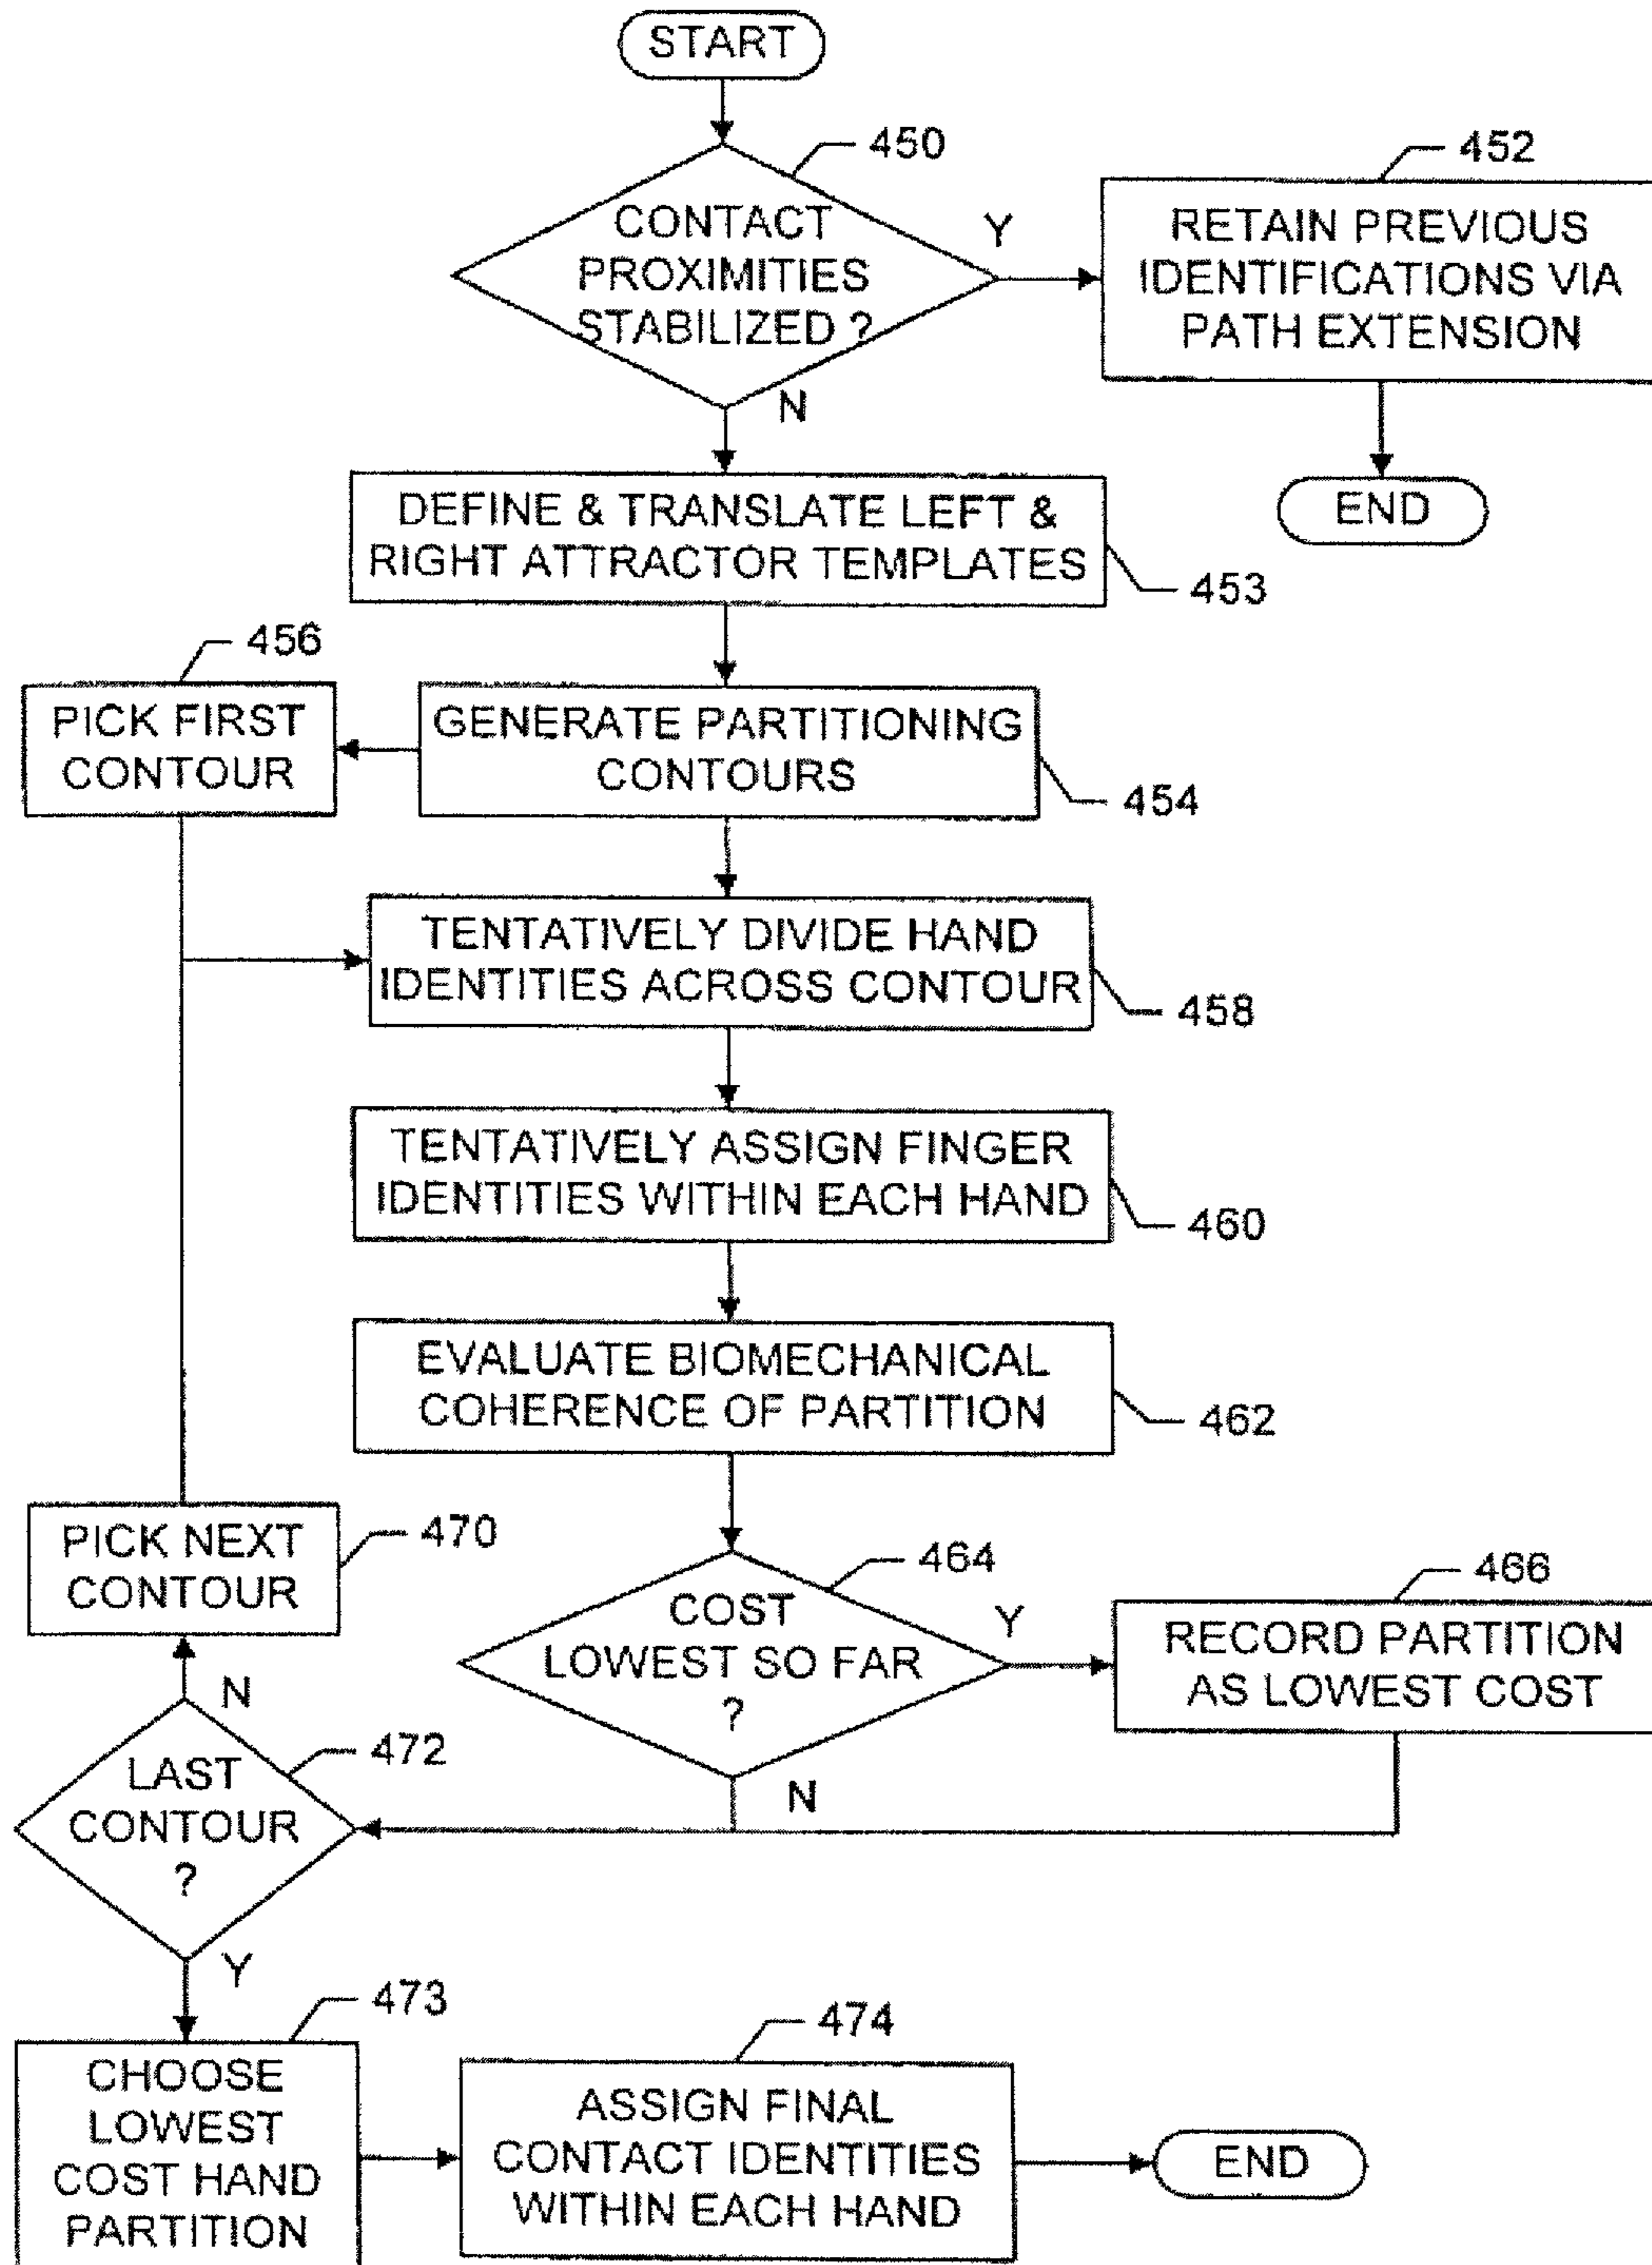 START
450
CONTACT
PROXIMITIES
STABILIZED ?
Y
N
452
RETAIN PREVIOUS
IDENTIFICATIONS VIA
PATH EXTENSION
END
DEFINE & TRANSLATE LEFT &
RIGHT ATTRACTOR TEMPLATES
453
456
PICK FIRST
CONTOUR
GENERATE PARTITIONING
CONTOURS
454
TENTATIVELY DIVIDE HAND
IDENTITIES ACROSS CONTOUR
458
TENTATIVELY ASSIGN FINGER
IDENTITIES WITHIN EACH HAND
460
EVALUATE BIOMECHANICAL
COHERENCE OF PARTITION
462
PICK NEXT
CONTOUR
470
464
COST
LOWEST SO FAR
?
Y
N
466
RECORD PARTITION
AS LOWEST COST
N
472
LAST
CONTOUR
?
Y
473
CHOOSE
LOWEST
COST HAND
PARTITION
474
ASSIGN FINAL
CONTACT IDENTITIES
WITHIN EACH HAND
END